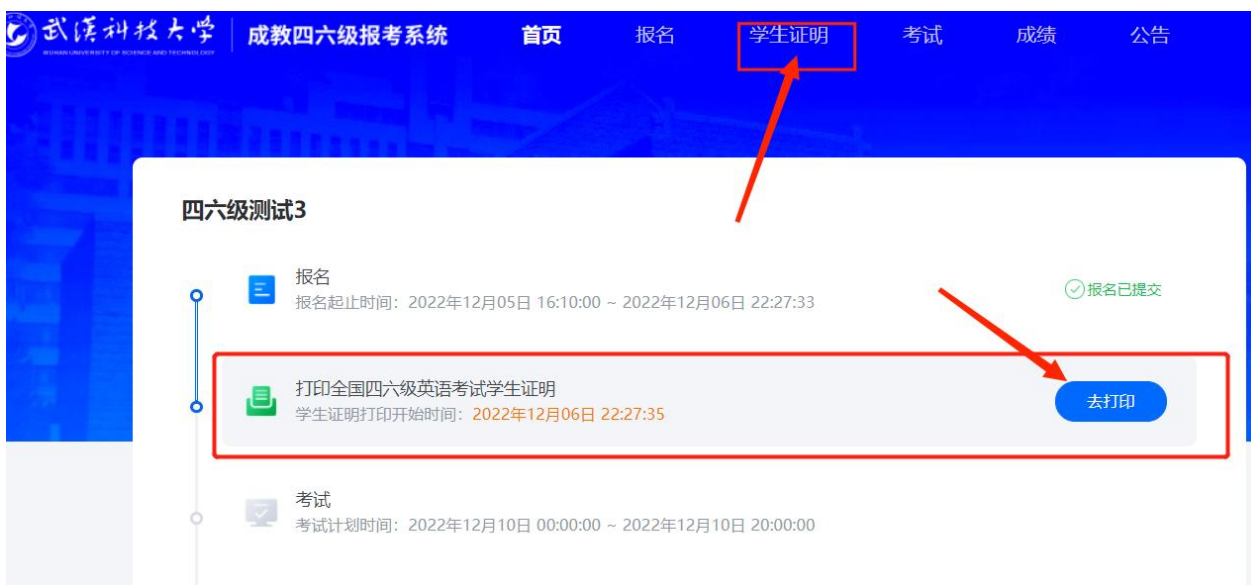 武汉科技大学 成教四六级报考系统 首页 报名 学生证明 考试 成绩 公告
WUHAN UNIVERSITY OF SCIENCE AND TECHNOLOGY
四六级测试3
报名
报名起止时间：2022年12月05日 16:10:00 ~ 2022年12月06日 22:27:33
报名已提交
打印全国四六级英语考试学生证明
学生证明打印开始时间：2022年12月06日 22:27:35
去打印
考试
考试计划时间：2022年12月10日 00:00:00 ~ 2022年12月10日 20:00:00